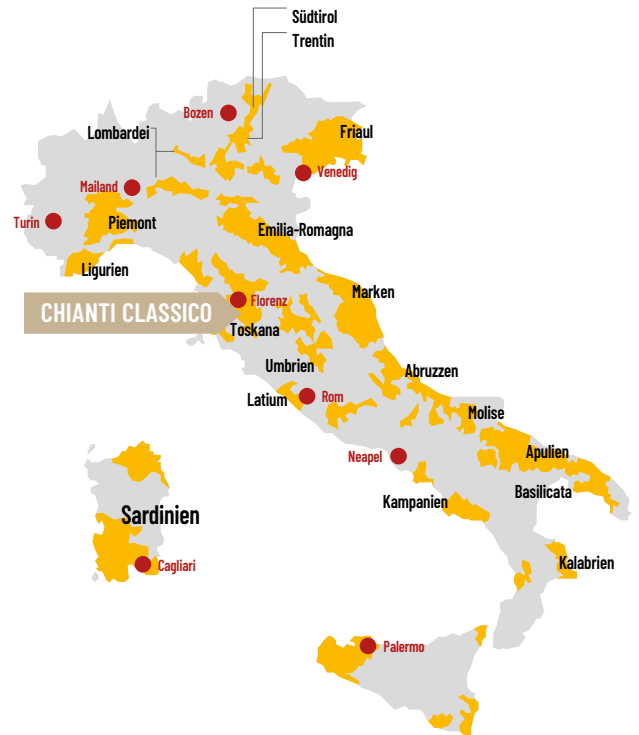 Südtirol
Trentin
Bozen
Lombardei
Friaul
Venedig
Mailand
Turin
Piemont
Emilia-Romagna
Ligurien
Marken
CHIANTI CLASSICO
Florenz
Toskana
Umbrien
Abruzzen
Latium
Rom
Molise
Neapel
Apulien
Basilicata
Kampanien
Sardinien
Cagliari
Kalabrien
Palermo